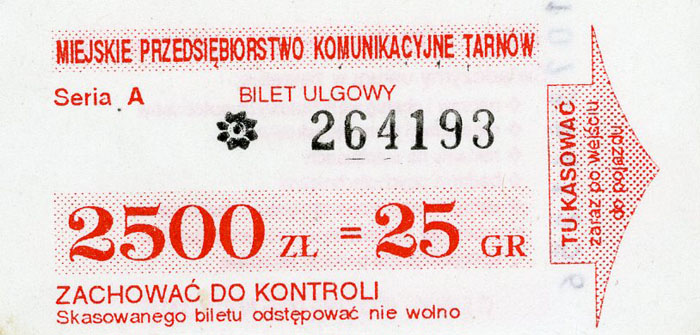 MIEJSKIE PRZEDSIĘBIORSTWO KOMUNIKACYJNE TARNÓW
Seria A
BILET ULGOWY
264193
2500 ZŁ = 25 GR
ZACHOWAĆ DO KONTROLI
Skasowanego biletu odstępować nie wolno
TU KASOWAĆ
zaraz po wejściu
do pojazdu